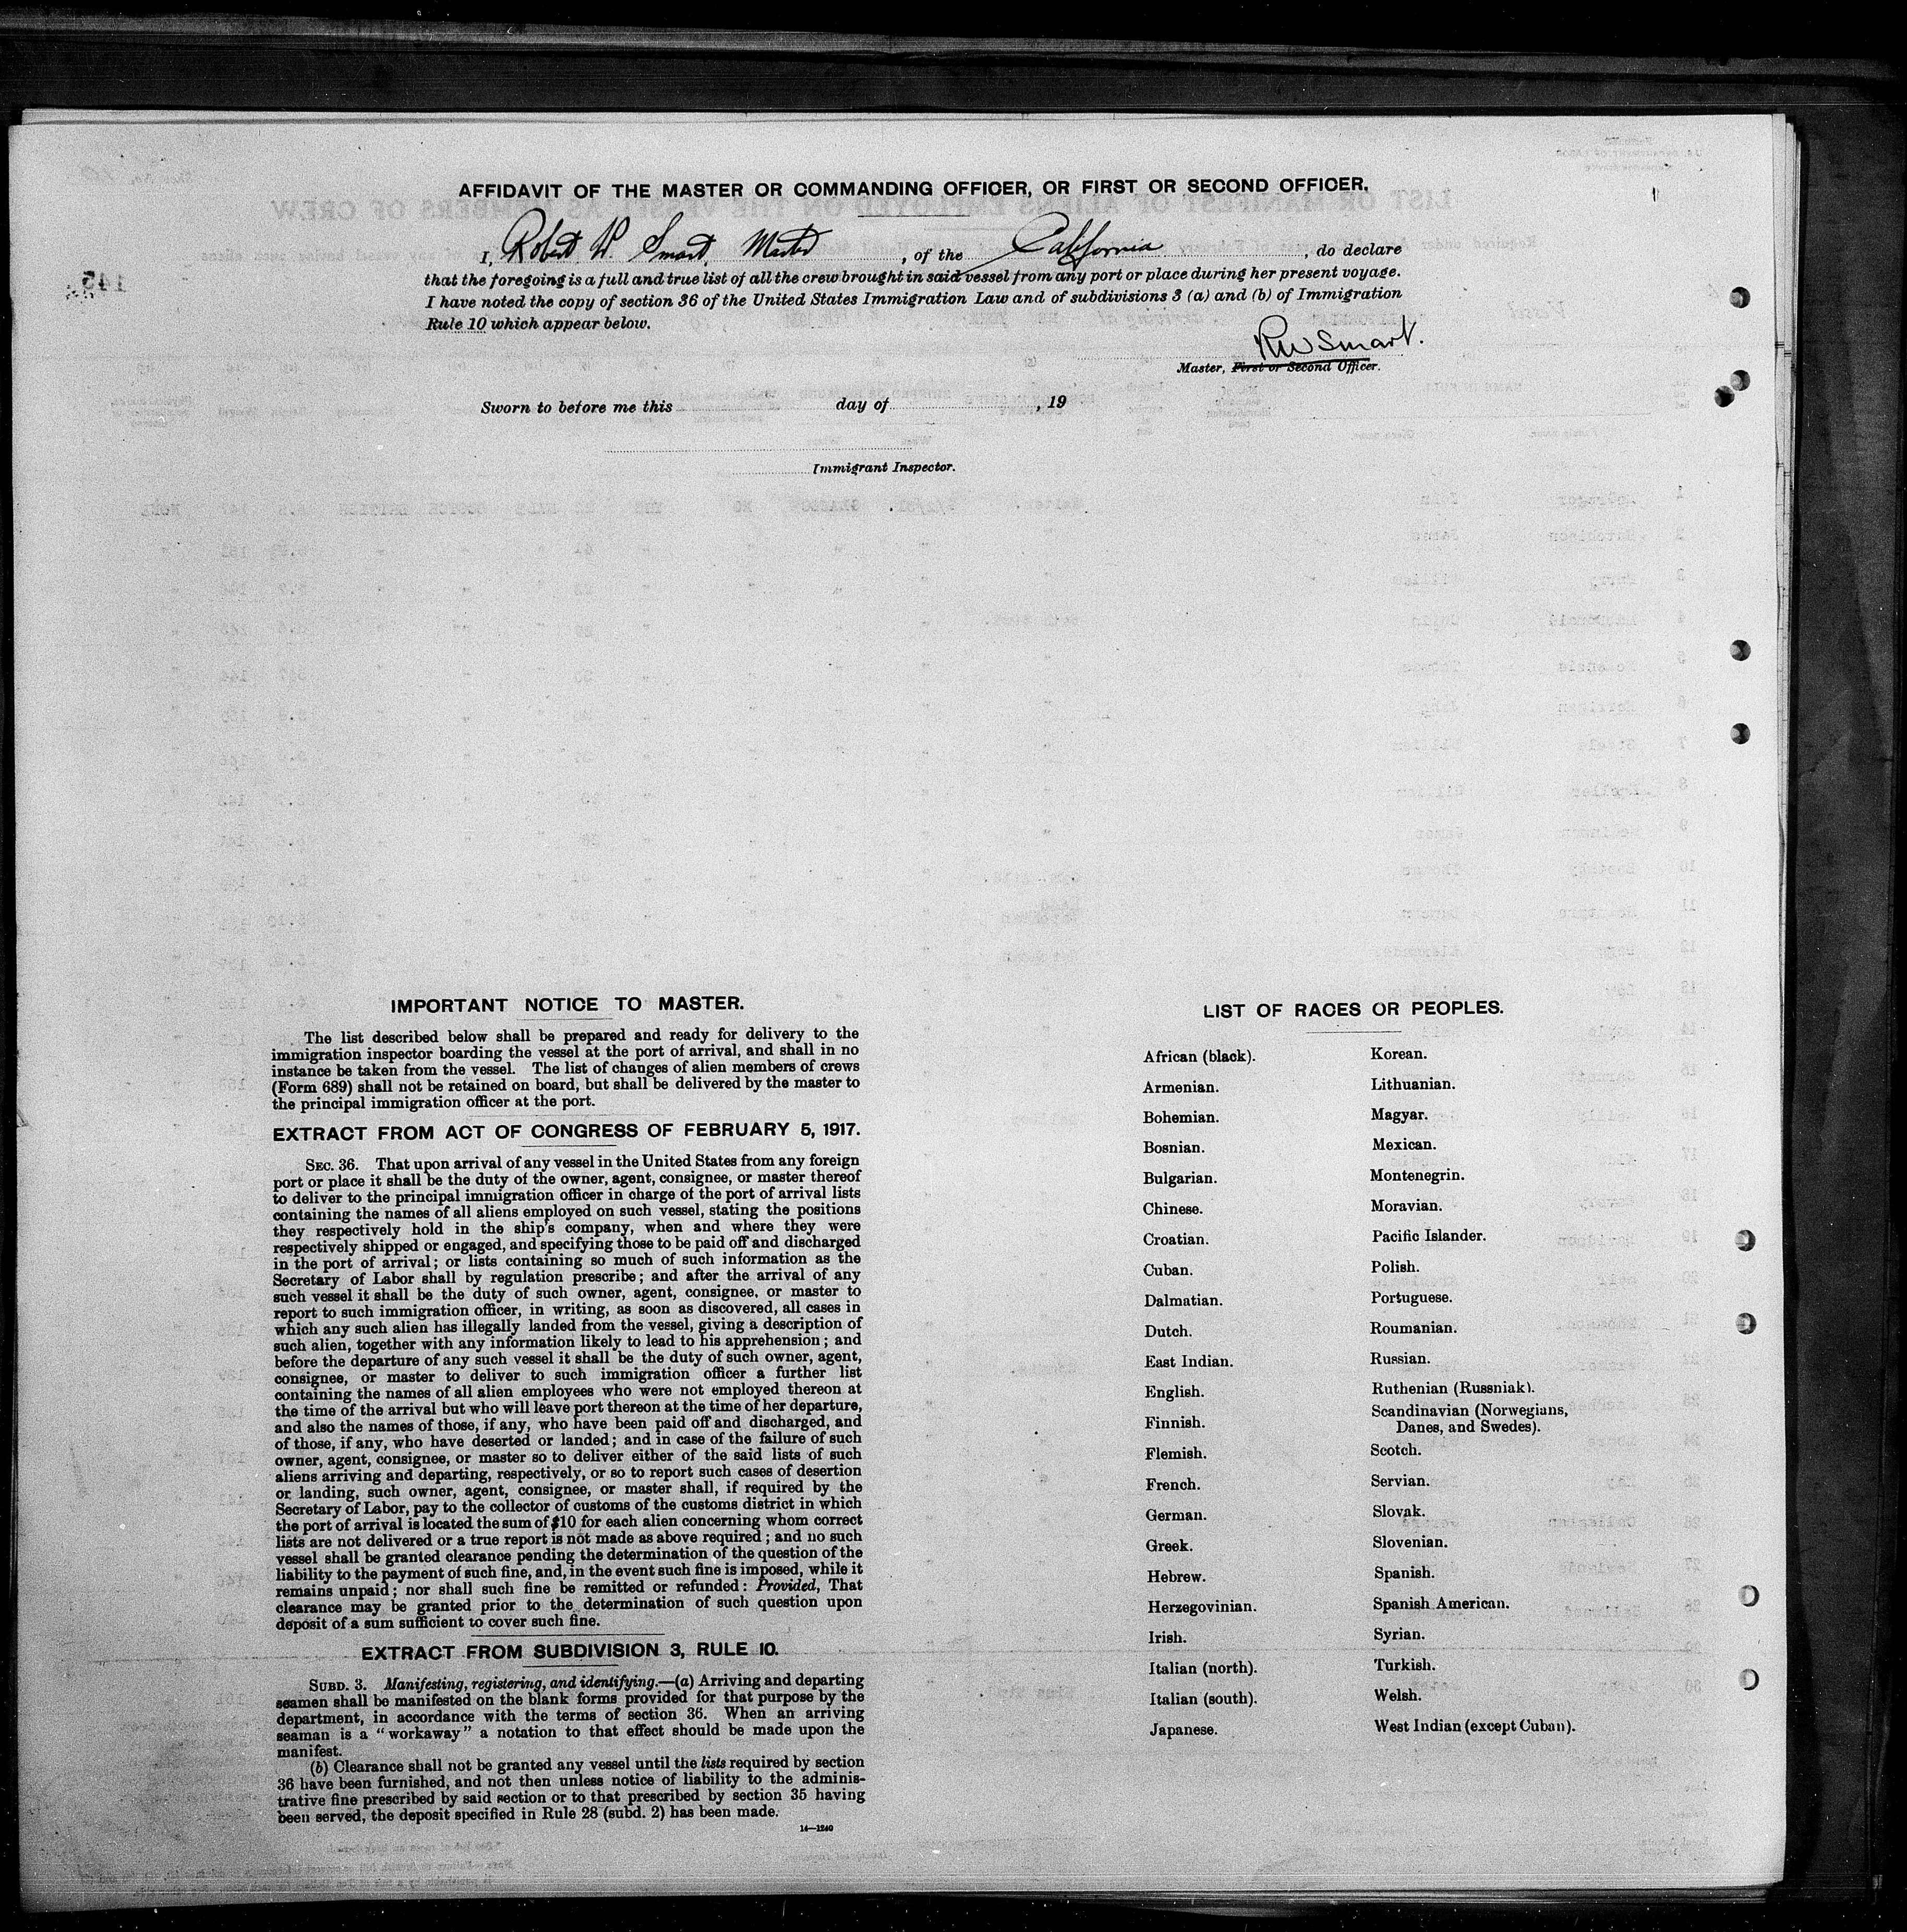 AFFIDAVIT OF THE MASTER OR COMMANDING OFFICER, OR FIRST OR SECOND OFFICER.
I, Robert W. Smart, Master, of the California, do declare
that the foregoing is a full and true list of all the crew brought in said vessel from any port or place during her present voyage.
I have noted the copy of section 36 of the United States Immigration Law and of subdivisions 3 (a) and (b) of Immigration
Rule 10 which appear below.
RW Smart.
Master, First or Second Officer.
Sworn to before me this day of , 19
Immigrant Inspector.
IMPORTANT NOTICE TO MASTER.
The list described below shall be prepared and ready for delivery to the
immigration inspector boarding the vessel at the port of arrival, and shall in no
instance be taken from the vessel. The list of changes of alien members of crews
(Form 689) shall not be retained on board, but shall be delivered by the master to
the principal immigration officer at the port.
EXTRACT FROM ACT OF CONGRESS OF FEBRUARY 5, 1917.
SEC. 36. That upon arrival of any vessel in the United States from any foreign
port or place it shall be the duty of the owner, agent, consignee, or master thereof
to deliver to the principal immigration officer in charge of the port of arrival lists
containing the names of all aliens employed on such vessel, stating the positions
they respectively hold in the ship's company, when and where they were
respectively shipped or engaged, and specifying those to be paid off and discharged
in the port of arrival; or lists containing so much of such information as the
Secretary of Labor shall by regulation prescribe; and after the arrival of any
such vessel it shall be the duty of such owner, agent, consignee, or master to
report to such immigration officer, in writing, as soon as discovered, all cases in
which any such alien has illegally landed from the vessel, giving a description of
such alien, together with any information likely to lead to his apprehension; and
before the departure of any such vessel it shall be the duty of such owner, agent,
consignee, or master to deliver to such immigration officer a further list
containing the names of all alien employees who were not employed thereon at
the time of the arrival but who will leave port thereon at the time of her departure,
and also the names of those, if any, who have been paid off and discharged, and
of those, if any, who have deserted or landed; and in case of the failure of such
owner, agent, consignee, or master so to deliver either of the said lists of such
aliens arriving and departing, respectively, or so to report such cases of desertion
or landing, such owner, agent, consignee, or master shall, if required by the
Secretary of Labor, pay to the collector of customs of the customs district in which
the port of arrival is located the sum of $10 for each alien concerning whom correct
lists are not delivered or a true report is not made as above required; and no such
vessel shall be granted clearance pending the determination of the question of the
liability to the payment of such fine, and, in the event such fine is imposed, while it
remains unpaid; nor shall such fine be remitted or refunded: Provided, That
clearance may be granted prior to the determination of such question upon
deposit of a sum sufficient to cover such fine.
EXTRACT FROM SUBDIVISION 3, RULE 10.
SUBD. 3. Manifesting, registering, and identifying.—(a) Arriving and departing
seamen shall be manifested on the blank forms provided for that purpose by the
department, in accordance with the terms of section 36. When an arriving
seaman is a "workaway" a notation to that effect should be made upon the
manifest.
(b) Clearance shall not be granted any vessel until the lists required by section
36 have been furnished, and not then unless notice of liability to the adminis-
trative fine prescribed by said section or to that prescribed by section 35 having
been served, the deposit specified in Rule 28 (subd. 2) has been made.
14—1240
LIST OF RACES OR PEOPLES.
African (black).
Armenian.
Bohemian.
Bosnian.
Bulgarian.
Chinese.
Croatian.
Cuban.
Dalmatian.
Dutch.
East Indian.
English.
Finnish.
Flemish.
French.
German.
Greek.
Hebrew.
Herzegovinian.
Irish.
Italian (north).
Italian (south).
Japanese.
Korean.
Lithuanian.
Magyar.
Mexican.
Montenegrin.
Moravian.
Pacific Islander.
Polish.
Portuguese.
Roumanian.
Russian.
Ruthenian (Russniak).
Scandinavian (Norwegians,
Danes, and Swedes).
Scotch.
Servian.
Slovak.
Slovenian.
Spanish.
Spanish American.
Syrian.
Turkish.
Welsh.
West Indian (except Cuban).